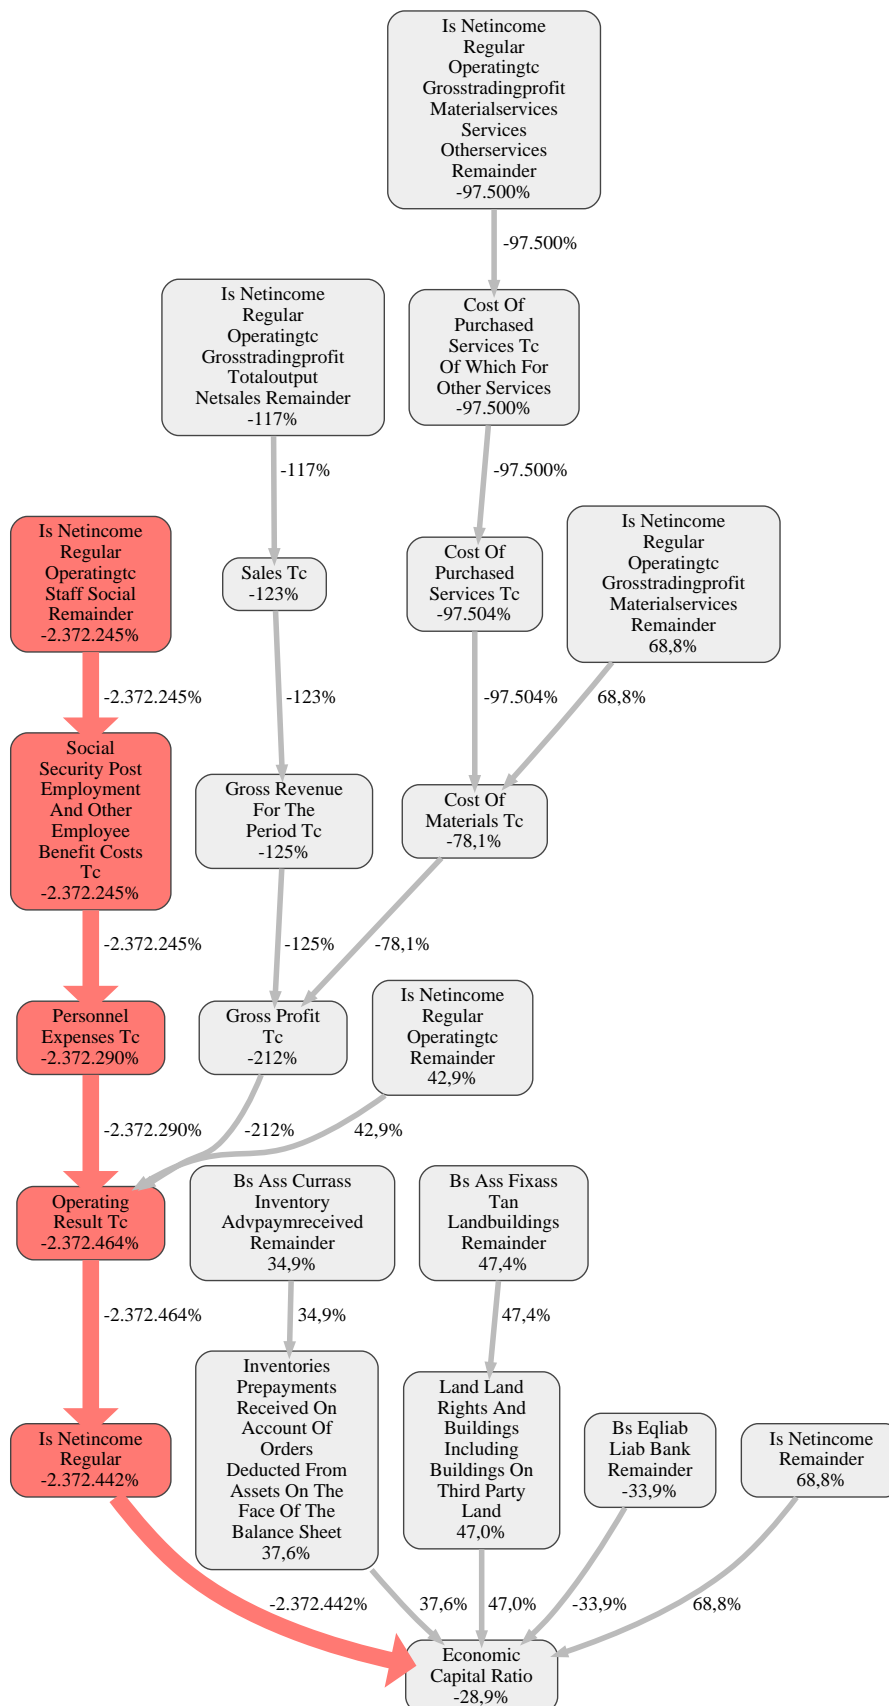 Is Netincome
Regular
Operatingtc
Grosstradingprofit
Materialservices
Services
Otherservices
Remainder
-97.500%
-97.500%
Is Netincome
Regular
Operatingtc
Grosstradingprofit
Totaloutput
Netsales Remainder
-117%
Cost Of
Purchased
Services Tc
Of Which For
Other Services
-97.500%
-117%
-97.500%
Is Netincome
Regular
Operatingtc
Staff Social
Remainder
-2.372.245%
Sales Tc
-123%
Cost Of
Purchased
Services Tc
-97.504%
Is Netincome
Regular
Operatingtc
Grosstradingprofit
Materialservices
Remainder
68,8%
-2.372.245%
-123%
-97.504%
68,8%
Social
Security Post
Employment
And Other
Employee
Benefit Costs
Tc
-2.372.245%
Gross Revenue
For The
Period Tc
-125%
Cost Of
Materials Tc
-78,1%
-2.372.245%
-125%
-78,1%
Personnel
Expenses Tc
-2.372.290%
Gross Profit
Tc
-212%
Is Netincome
Regular
Operatingtc
Remainder
42,9%
-2.372.290%
-212%
42,9%
Operating
Result Tc
-2.372.464%
Bs Ass Currass
Inventory
Advpaymreceived
Remainder
34,9%
Bs Ass Fixass
Tan
Landbuildings
Remainder
47,4%
-2.372.464%
34,9%
47,4%
Is Netincome
Regular
-2.372.442%
Inventories
Prepayments
Received On
Account Of
Orders
Deducted From
Assets On The
Face Of The
Balance Sheet
37,6%
Land Land
Rights And
Buildings
Including
Buildings On
Third Party
Land
47,0%
Bs Eqliab
Liab Bank
Remainder
-33,9%
Is Netincome
Remainder
68,8%
-2.372.442%
37,6%
47,0%
-33,9%
68,8%
Economic
Capital Ratio
-28,9%